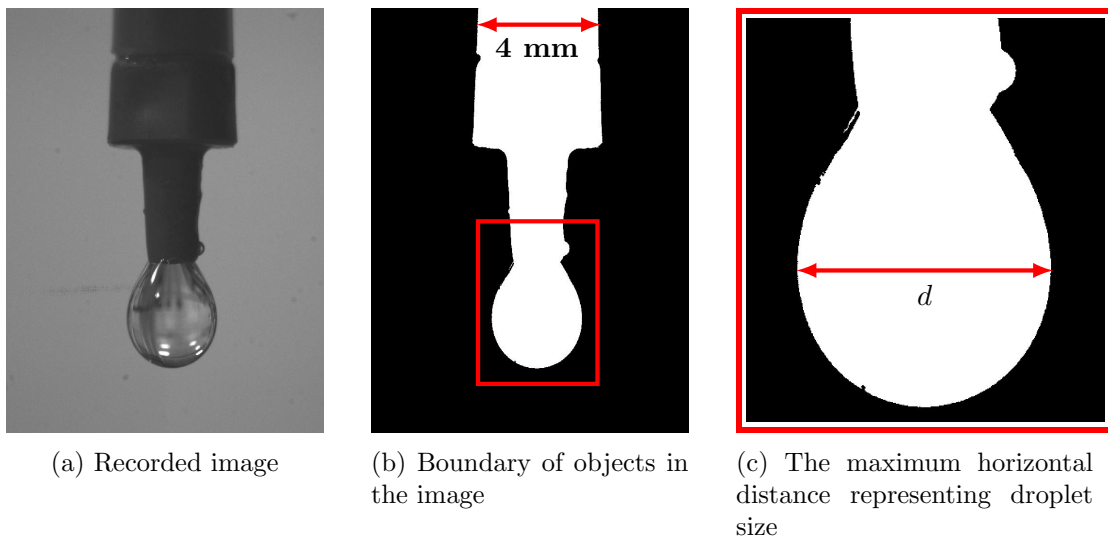 4 mm
d
(a) Recorded image
(b) Boundary of objects in
the image
(c) The maximum horizontal
distance representing droplet
size